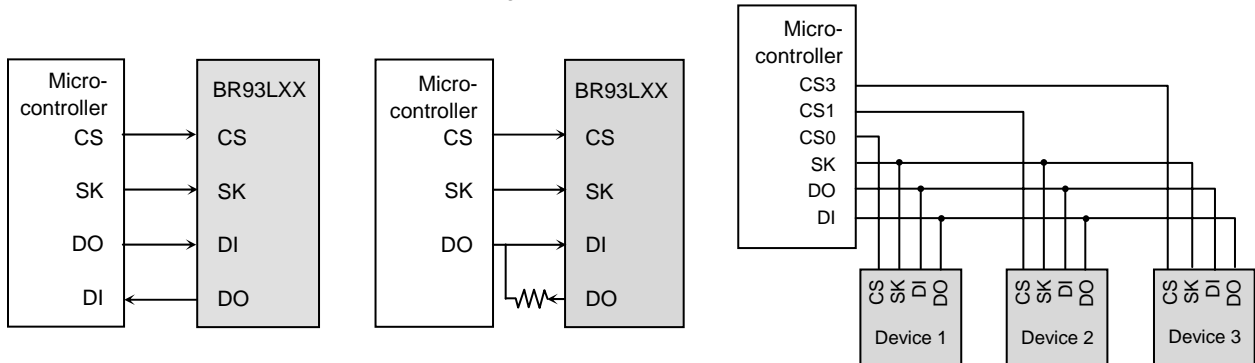 Micro-
controller
CS
SK
DO
DI
BR93LXX
CS
SK
DI
DO
Micro-
controller
CS
SK
DO
BR93LXX
CS
SK
DI
DO
Micro-
controller
CS3
CS1
CS0
SK
DO
DI
CS
SK
DI
DO
Device 1
CS
SK
DI
DO
Device 2
CS
SK
DI
DO
Device 3